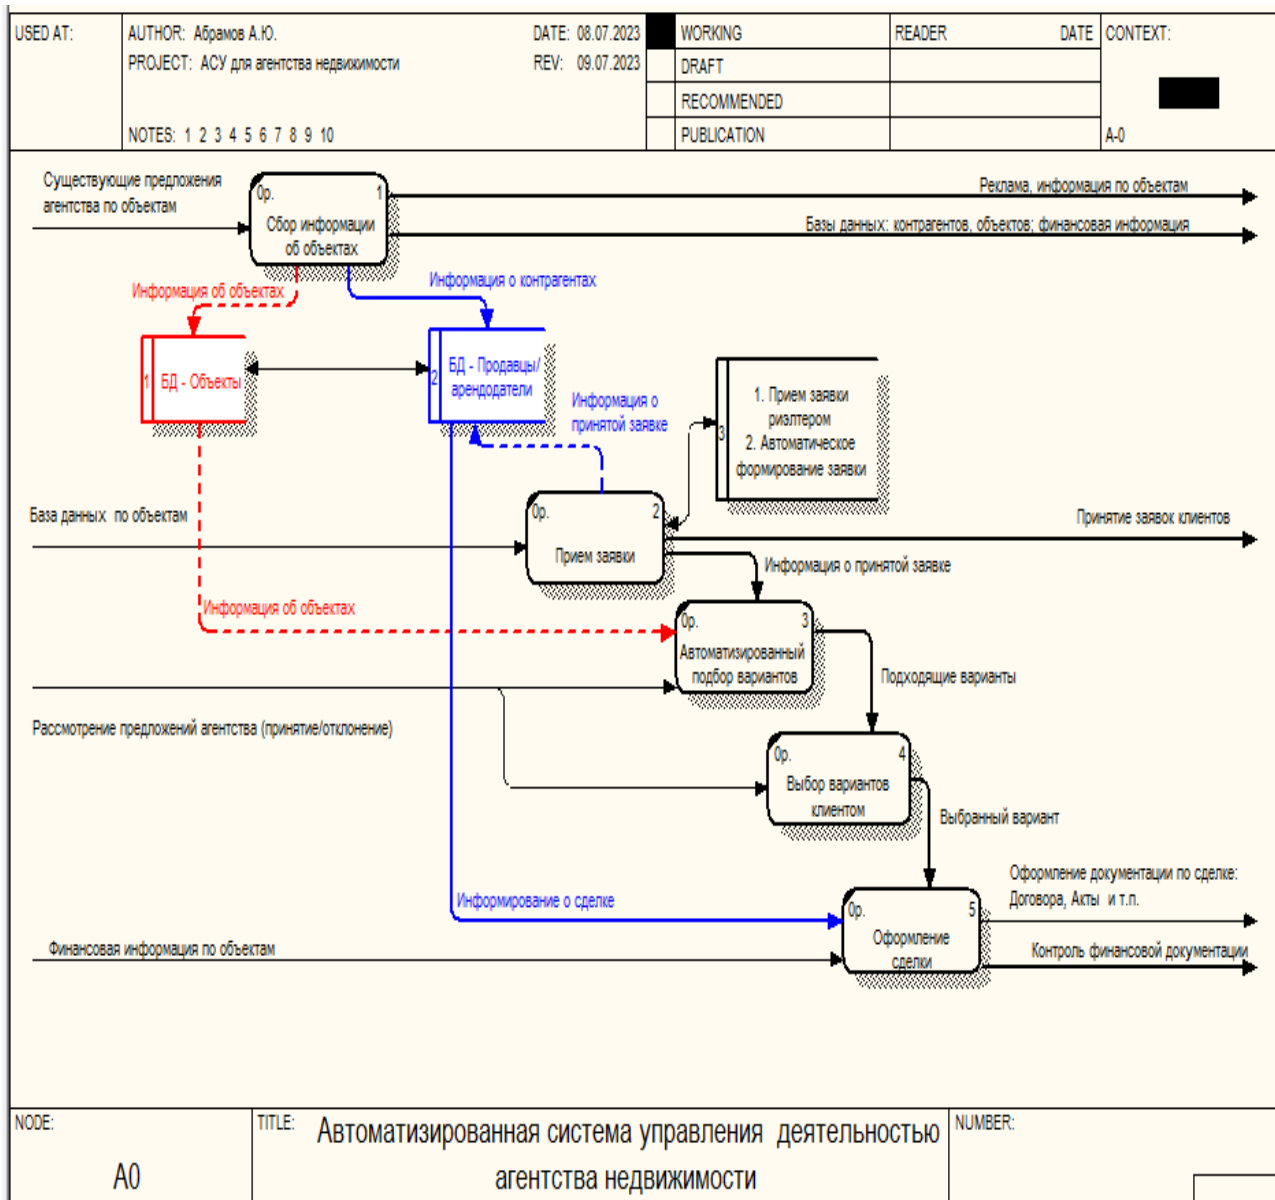 USED AT:
AUTHOR: Абрамов А.Ю.
DATE: 08.07.2023
PROJECT: АСУ для агентства недвижимости
REV: 09.07.2023
NOTES: 1 2 3 4 5 6 7 8 9 10
WORKING
DRAFT
RECOMMENDED
PUBLICATION
READER
DATE
CONTEXT:
A-0
Существующие предложения
агентства по объектам
0р.
1
Сбор информации
об объектах
Реклама, информация по объектам
Базы данных: контрагентов, объектов; финансовая информация
Информация об объектах
Информация о контрагентах
1
БД - Объекты
2
БД - Продавцы/
арендодатели
Информация о
принятой заявке
3
1. Прием заявки
риэлтером
2. Автоматическое
формирование заявки
База данных по объектам
0р.
2
Прием заявки
Принятие заявок клиентов
Информация о принятой заявке
Информация об объектах
0р.
3
Автоматизированный
подбор вариантов
Подходящие варианты
Рассмотрение предложений агентства (принятие/отклонение)
0р.
4
Выбор вариантов
клиентом
Выбранный вариант
Информирование о сделке
0р.
5
Оформление
сделки
Оформление документации по сделке:
Договора, Акты и т.п.
Финансовая информация по объектам
Контроль финансовой документации
NODE:
A0
TITLE:
Автоматизированная система управления деятельностью
агентства недвижимости
NUMBER: